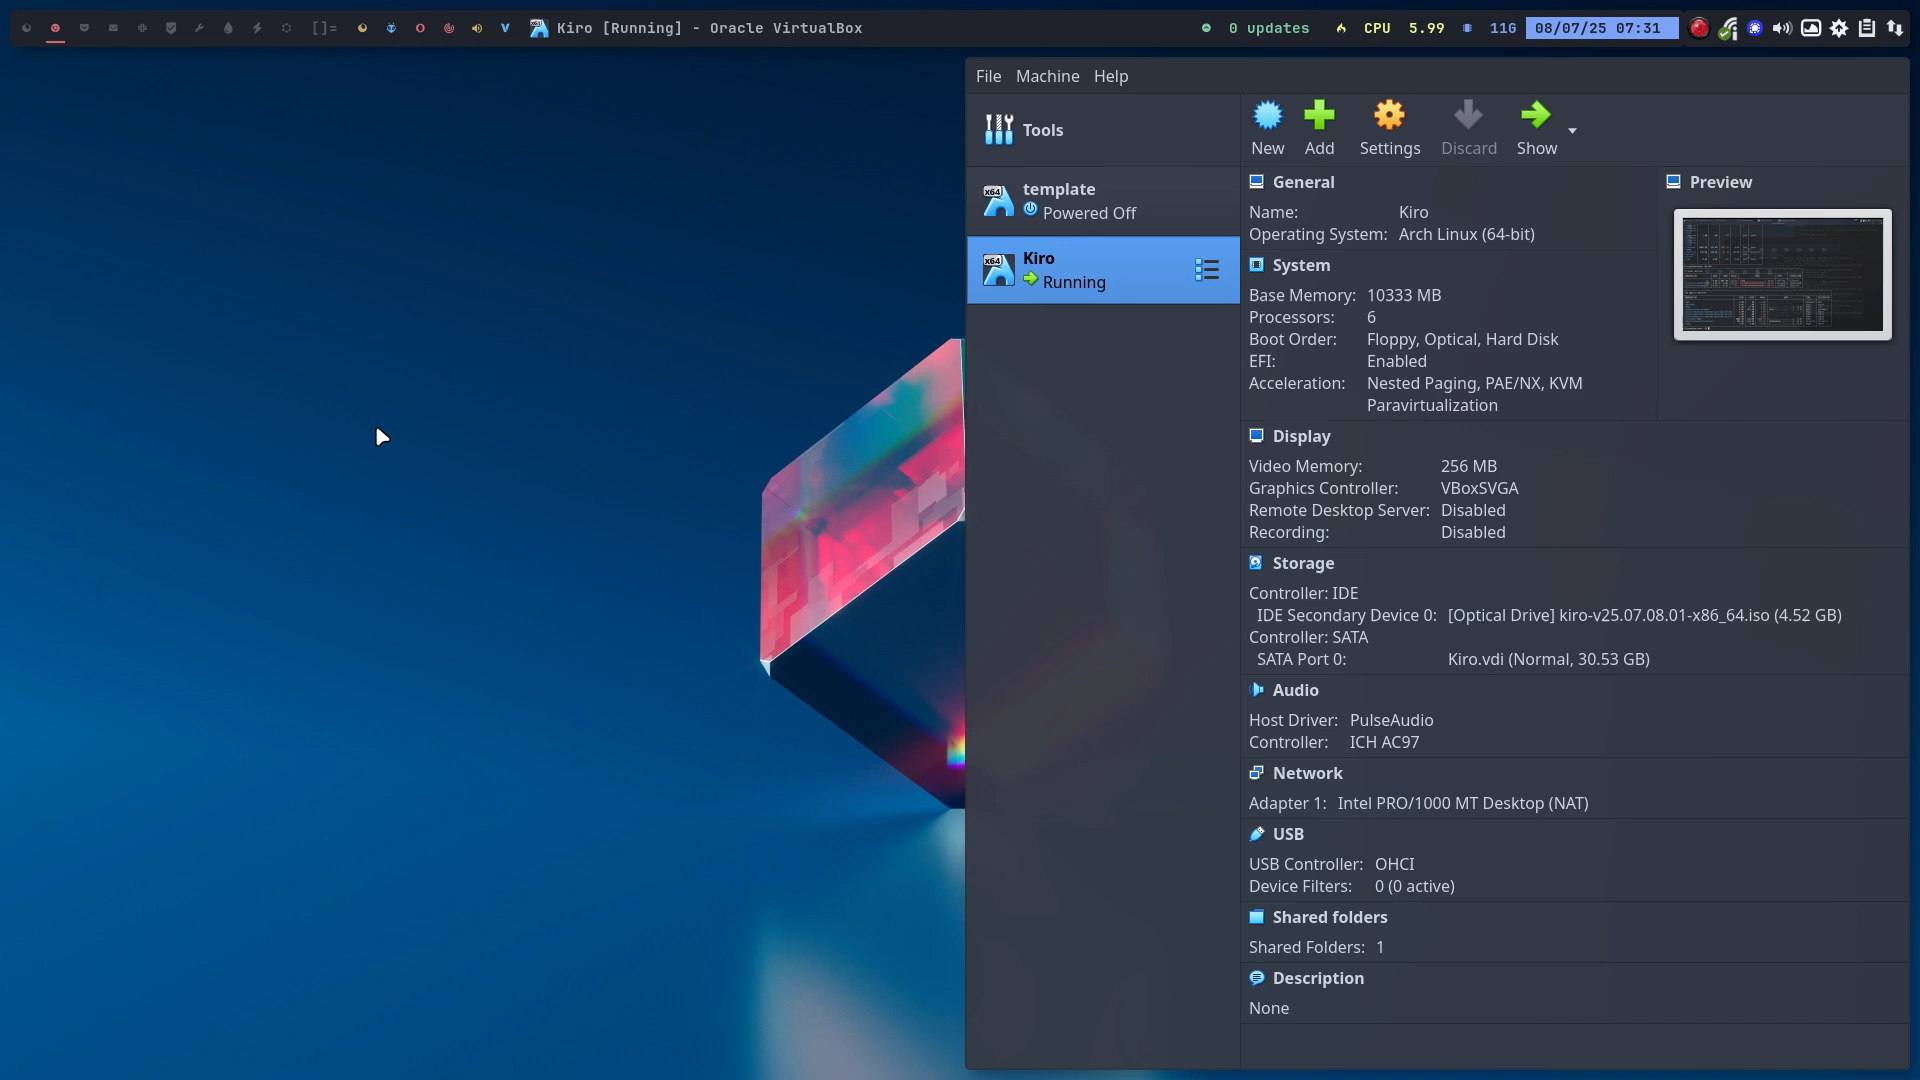 []= Kiro [Running] - Oracle VirtualBox 0 updates CPU 5.99 11G 08/07/25 07:31
File Machine Help
Tools
New Add Settings Discard Show
x64 template
Powered Off
x64 Kiro
Running
General
Name: Kiro
Operating System: Arch Linux (64-bit)
Preview
System
Base Memory: 10333 MB
Processors: 6
Boot Order: Floppy, Optical, Hard Disk
EFI: Enabled
Acceleration: Nested Paging, PAE/NX, KVM
Paravirtualization
Display
Video Memory: 256 MB
Graphics Controller: VBoxSVGA
Remote Desktop Server: Disabled
Recording: Disabled
Storage
Controller: IDE
IDE Secondary Device 0: [Optical Drive] kiro-v25.07.08.01-x86_64.iso (4.52 GB)
Controller: SATA
SATA Port 0: Kiro.vdi (Normal, 30.53 GB)
Audio
Host Driver: PulseAudio
Controller: ICH AC97
Network
Adapter 1: Intel PRO/1000 MT Desktop (NAT)
USB
USB Controller: OHCI
Device Filters: 0 (0 active)
Shared folders
Shared Folders: 1
Description
None